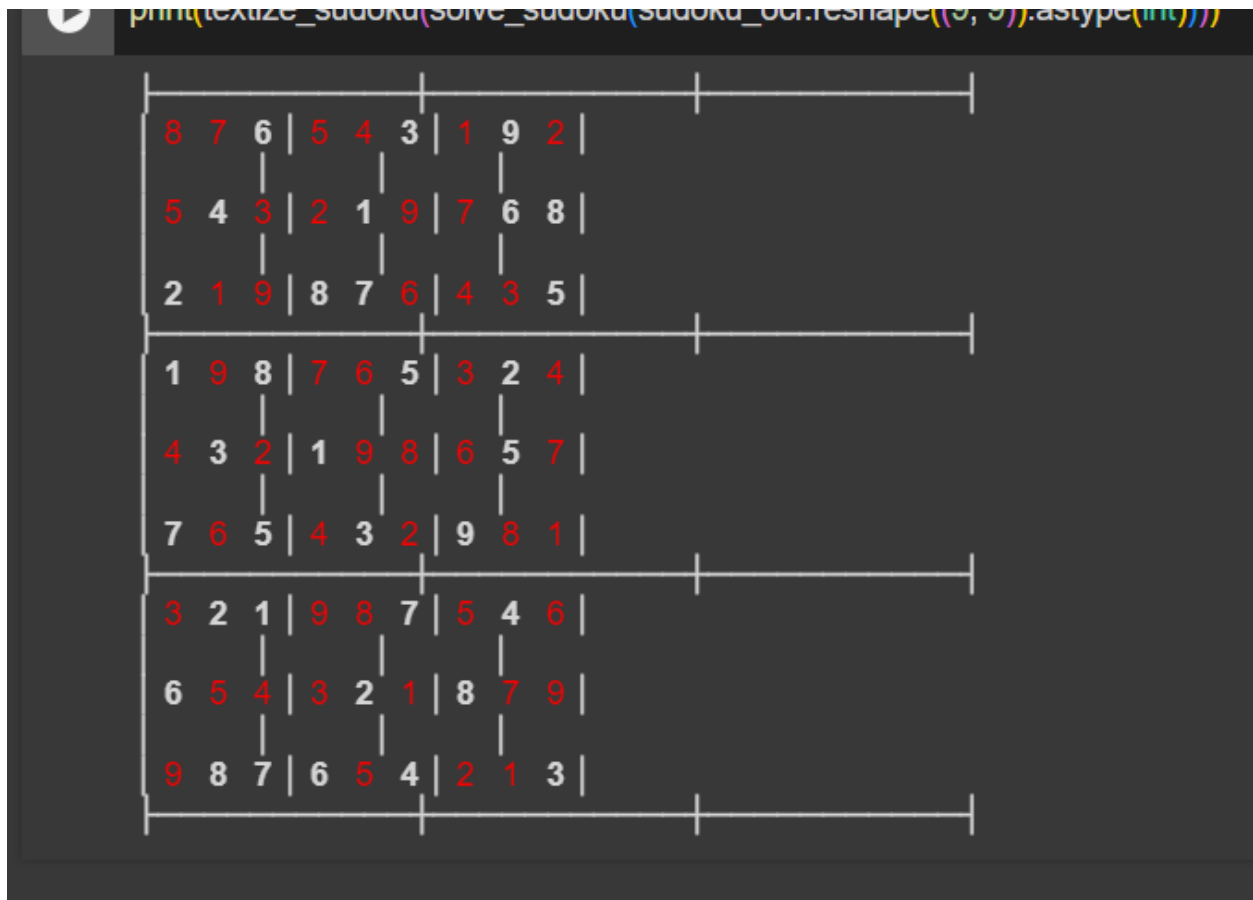 print(textize_sudoku(solve_sudoku(sudoku_ocr.reshape((9, 9)).astype(int))))
8 7 6 | 5 4 3 | 1 9 2 |
5 4 3 | 2 1 9 | 7 6 8 |
2 1 9 | 8 7 6 | 4 3 5 |
1 9 8 | 7 6 5 | 3 2 4 |
4 3 2 | 1 9 8 | 6 5 7 |
7 6 5 | 4 3 2 | 9 8 1 |
3 2 1 | 9 8 7 | 5 4 6 |
6 5 4 | 3 2 1 | 8 7 9 |
9 8 7 | 6 5 4 | 2 1 3 |